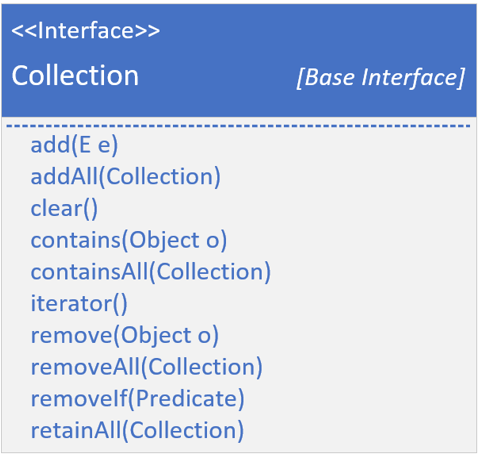 <<Interface>>
Collection [Base Interface]
add(E e)
addAll(Collection)
clear()
contains(Object o)
containsAll(Collection)
iterator()
remove(Object o)
removeAll(Collection)
removeIf(Predicate)
retainAll(Collection)